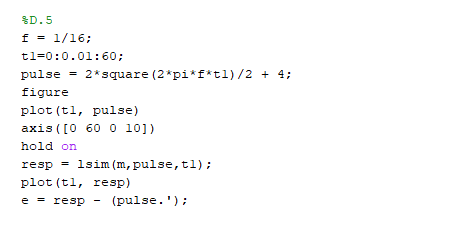 %D.5
f = 1/16;
t1=0:0.01:60;
pulse = 2*square(2*pi*f*t1)/2 + 4;
figure
plot(t1, pulse)
axis([0 60 0 10])
hold on
resp = lsim(m,pulse,t1);
plot(t1, resp)
e = resp - (pulse.');